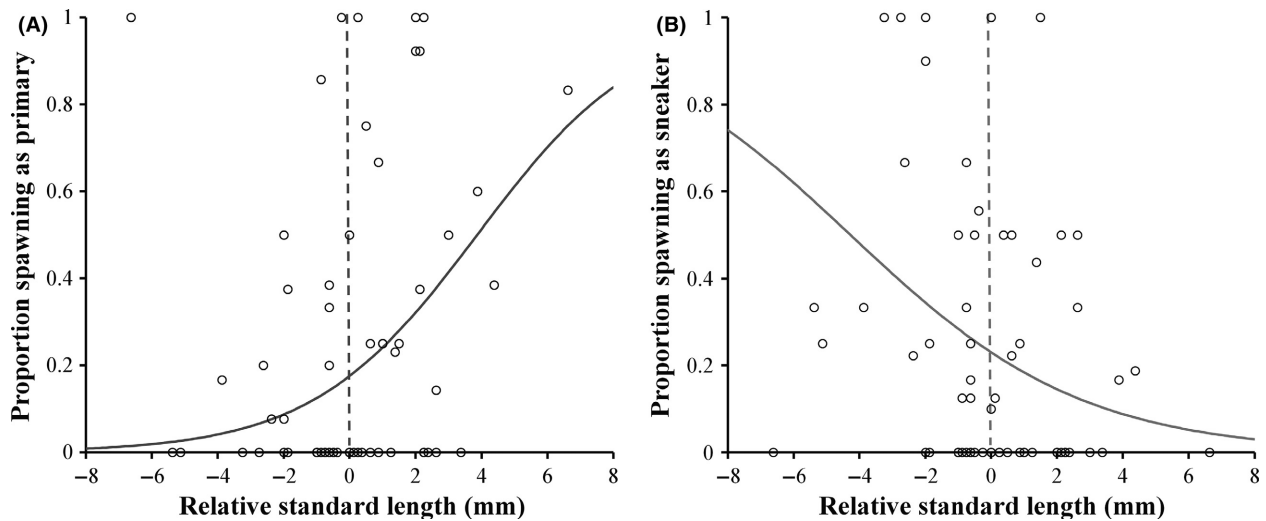 (A)
Proportion spawning as primary
1
0.8
0.6
0.4
0.2
0
−8 −6 −4 −2 0 2 4 6 8
Relative standard length (mm)
(B)
Proportion spawning as sneaker
1
0.8
0.6
0.4
0.2
0
−8 −6 −4 −2 0 2 4 6 8
Relative standard length (mm)